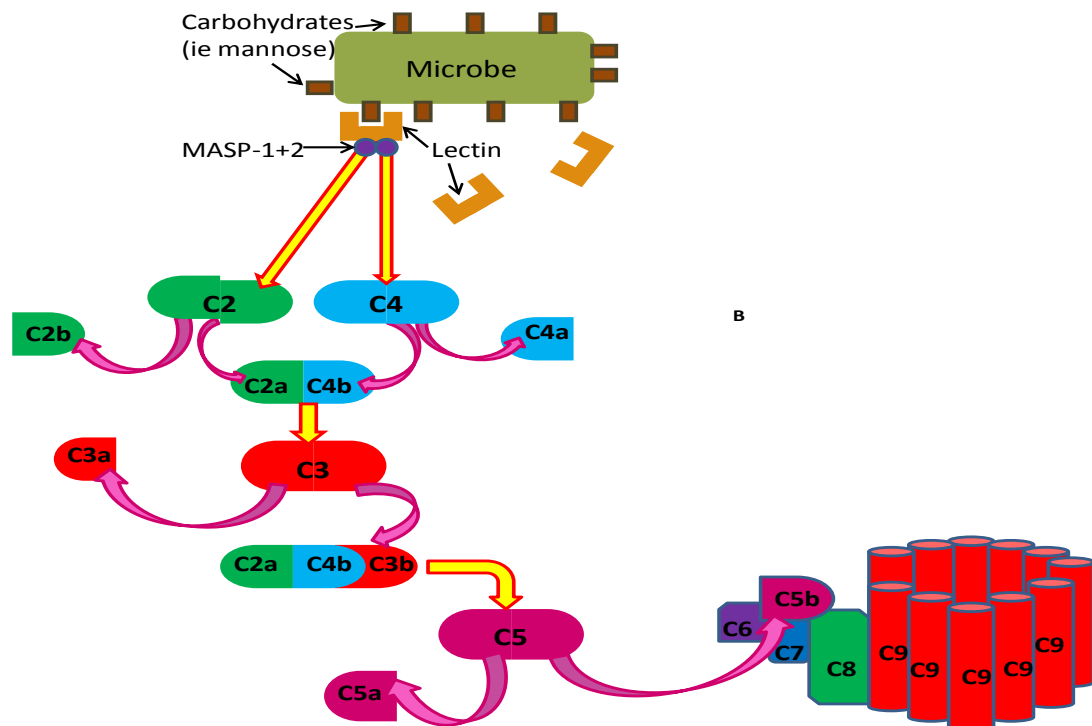 Carbohydrates
(ie mannose)
Microbe
MASP-1+2
Lectin
C2
C4
C2b
B
C4a
C2a
C4b
C3a
C3
C2a
C4b
C3b
C5
C5a
C5b
C6
C7
C8
C9
C9
C9
C9
C9